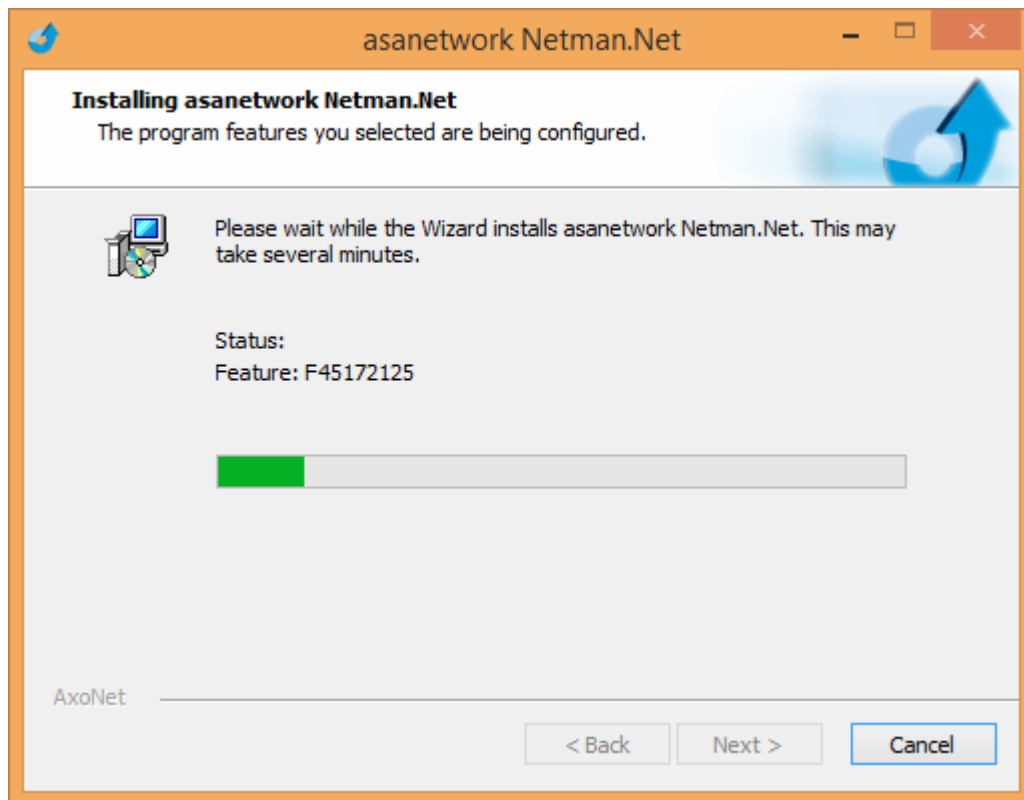 asanetwork Netman.Net
Installing asanetwork Netman.Net
The program features you selected are being configured.
Please wait while the Wizard installs asanetwork Netman.Net. This may
take several minutes.
Status:
Feature: F45172125
AxoNet
< Back
Next >
Cancel